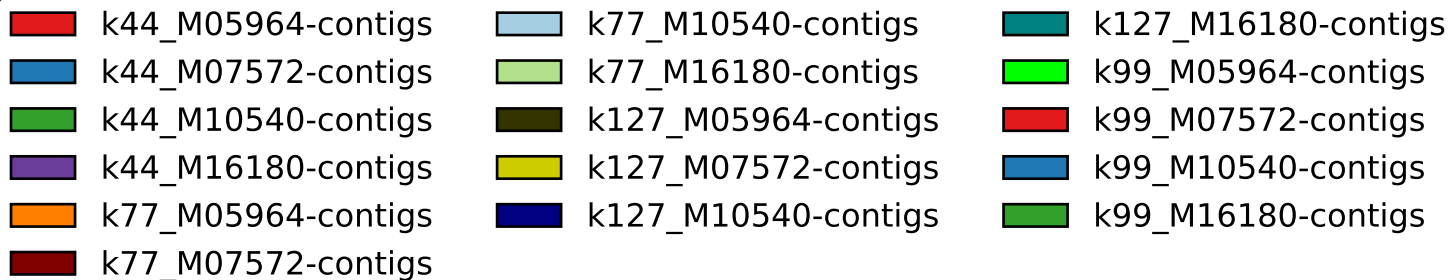 k44_M05964-contigs
k44_M07572-contigs
k44_M10540-contigs
k44_M16180-contigs
k77_M05964-contigs
k77_M07572-contigs
k77_M10540-contigs
k77_M16180-contigs
k127_M05964-contigs
k127_M07572-contigs
k127_M10540-contigs
k127_M16180-contigs
k99_M05964-contigs
k99_M07572-contigs
k99_M10540-contigs
k99_M16180-contigs